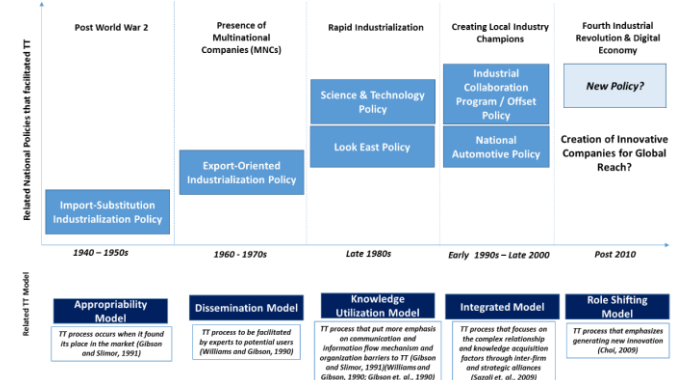 Post World War 2
Presence of
Multinational
Companies (MNCs)
Rapid Industrialization
Creating Local Industry
Champions
Fourth Industrial
Revolution & Digital
Economy
Related National Policies that facilitated TT
Import-Substitution
Industrialization Policy
Export-Oriented
Industrialization Policy
Science & Technology
Policy
Look East Policy
Industrial
Collaboration
Program / Offset
Policy
National
Automotive Policy
New Policy?
Creation of Innovative
Companies for Global
Reach?
1940 – 1950s
1960 - 1970s
Late 1980s
Early 1990s – Late 2000
Post 2010
Related TT Model
Appropriability
Model
TT process occurs when it found
its place in the market (Gibson
and Slimor, 1991)
Dissemination Model
TT process to be facilitated
by experts to potential users
(Williams and Gibson, 1990)
Knowledge
Utilization Model
TT process that put more emphasis
on communication and
information flow mechanism and
organization barriers to TT (Gibson
and Slimor, 1991)(Williams and
Gibson, 1990; Gibson et. al., 1990)
Integrated Model
TT process that focuses on
the complex relationship
and knowledge acquisition
factors through inter-firm
and strategic alliances
(Sazali et. al., 2009)
Role Shifting
Model
TT process that emphasizes
generating new innovation
(Choi, 2009)